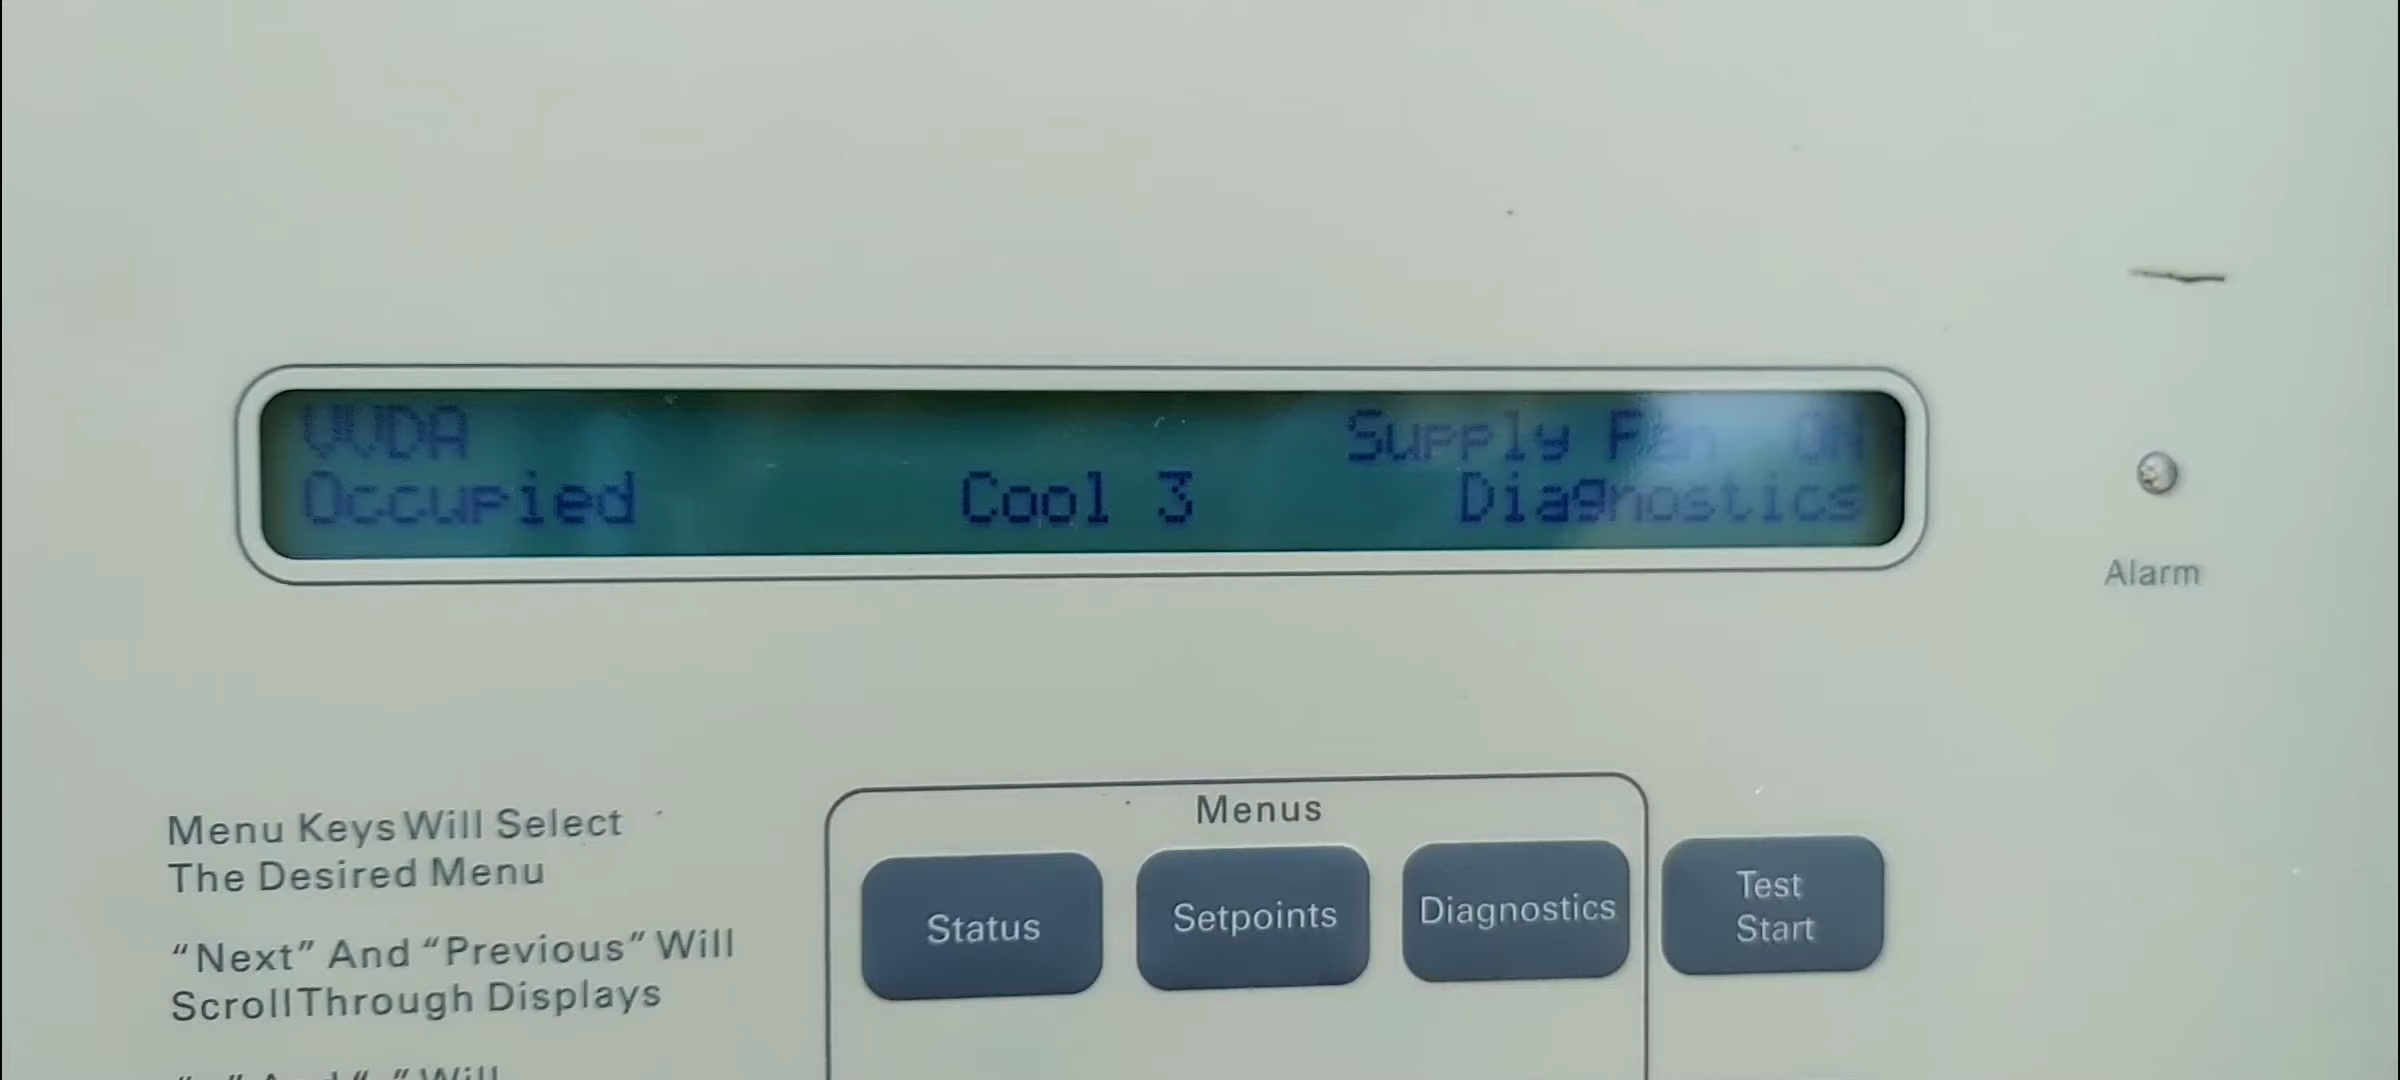 VVDA Supply Fan ON
Occupied Cool 3 Diagnostics
Alarm
Menu Keys Will Select
The Desired Menu
"Next" And "Previous" Will
Scroll Through Displays
Will
Menus
Status
Setpoints
Diagnostics
Test
Start